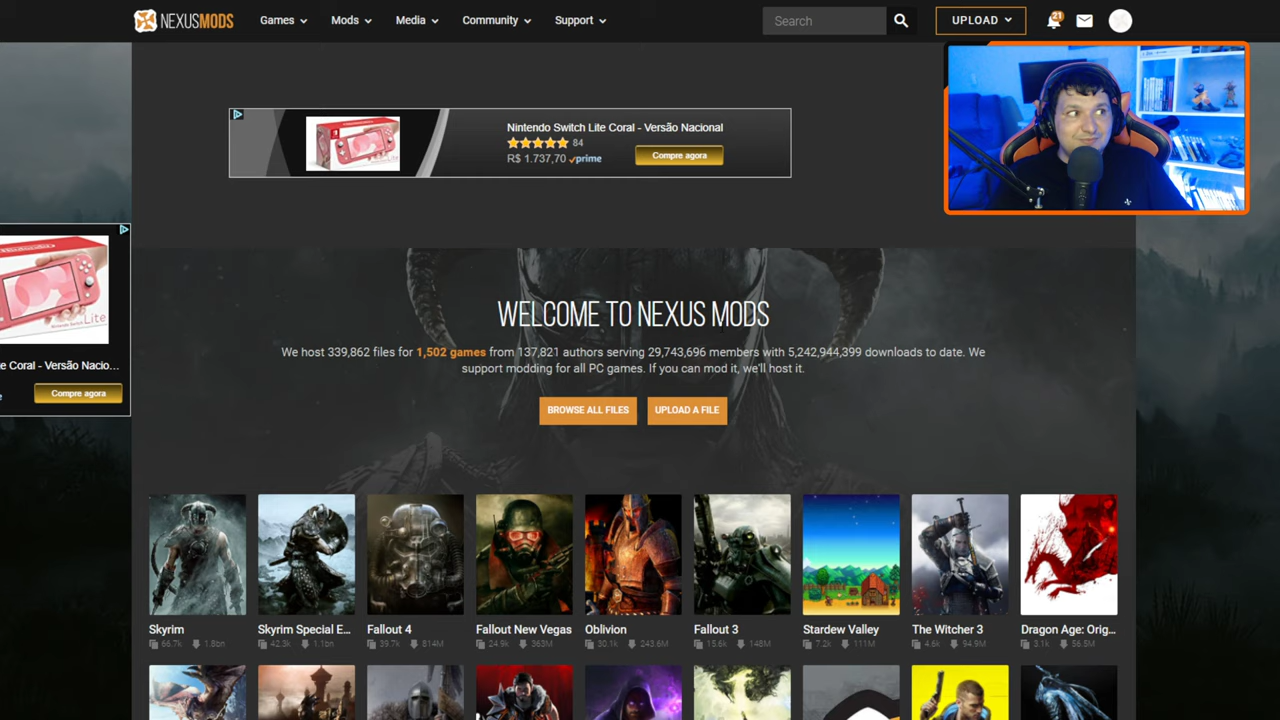 NEXUSMODS Games Mods Media Community Support Search UPLOAD 21
Nintendo Switch Lite Coral - Versão Nacional
84
R$ 1.737,70 prime Compre agora
Lite
e Coral - Versão Nacio...
Compre agora
WELCOME TO NEXUS MODS
We host 339,862 files for 1,502 games from 137,821 authors serving 29,743,696 members with 5,242,944,399 downloads to date. We
support modding for all PC games. If you can mod it, we'll host it.
BROWSE ALL FILES UPLOAD A FILE
Skyrim Skyrim Special E... Fallout 4 Fallout New Vegas Oblivion Fallout 3 Stardew Valley The Witcher 3 Dragon Age: Orig...
66.7k 1.8bn 42.3k 1.1bn 39.7k 814M 24.9k 363M 30.1k 243.6M 15.6k 148M 7.2k 111M 4.6k 94.9M 3.1k 56.5M